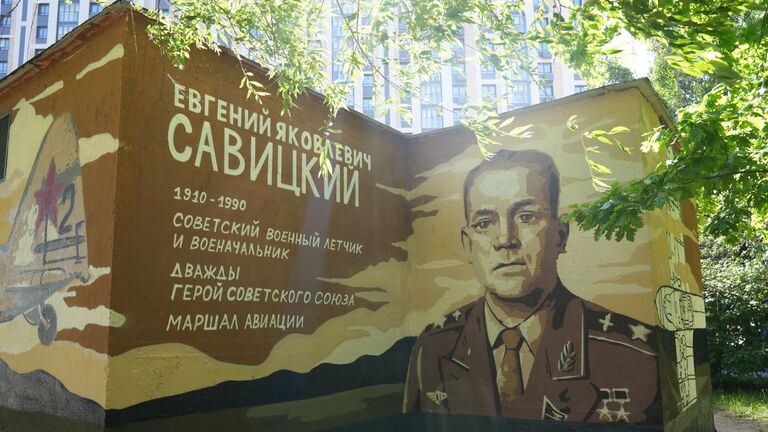 ЕВГЕНИЙ ЯКОВЛЕВИЧ
САВИЦКИЙ
1910-1990
СОВЕТСКИЙ ВОЕННЫЙ ЛЕТЧИК
И ВОЕНАЧАЛЬНИК
ДВАЖДЫ
ГЕРОЙ СОВЕТСКОГО СОЮЗА
МАРШАЛ АВИАЦИИ